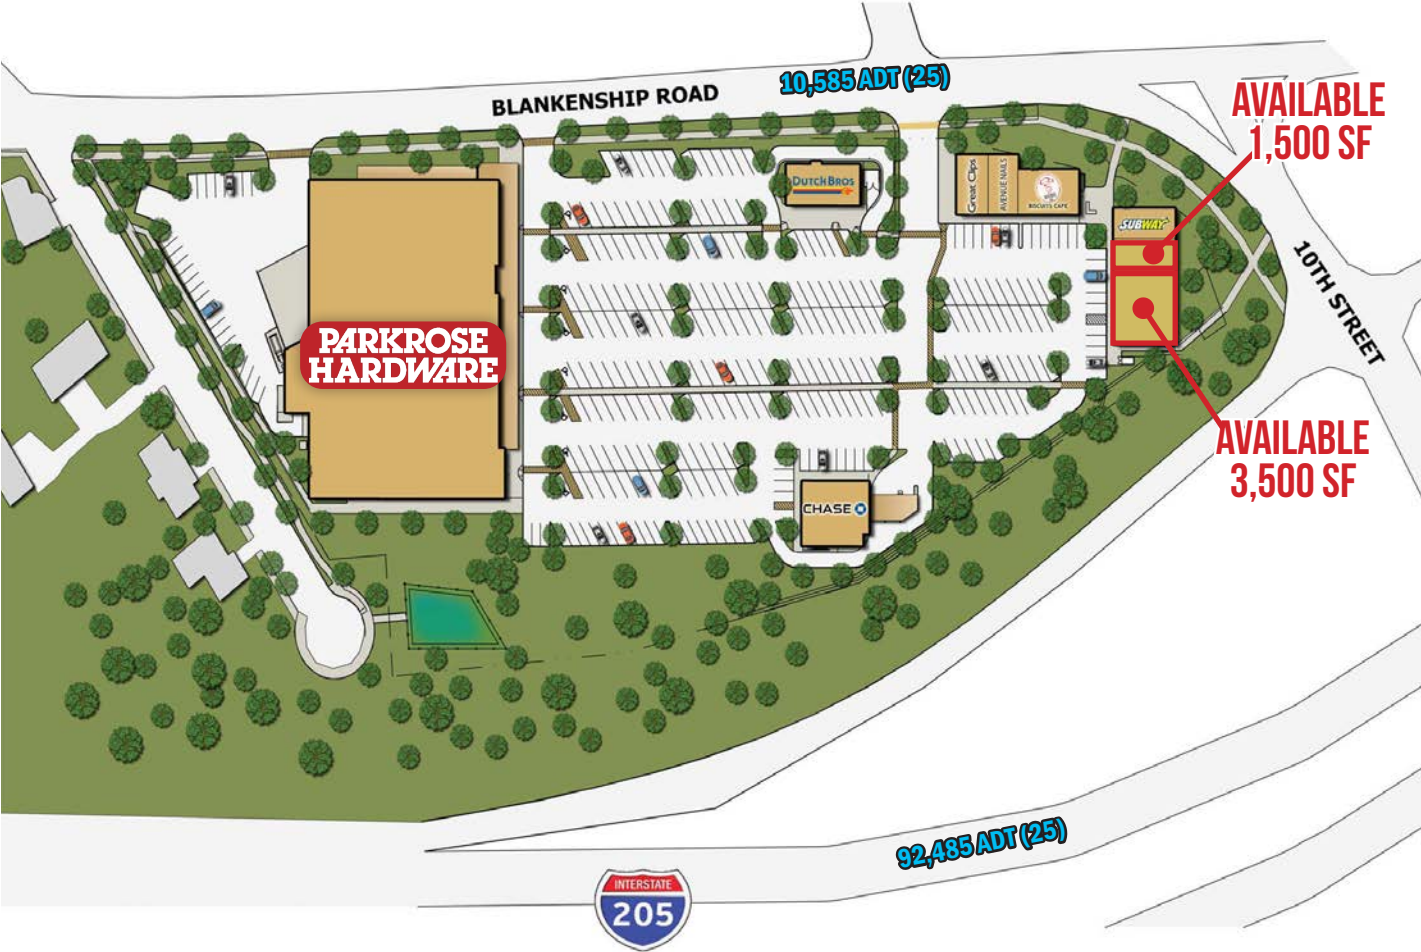 10,585 ADT (25)
BLANKENSHIP ROAD
AVAILABLE
1,500 SF
DUTCH BROS
Great Clips
AVENUE NAILS
BISCUITS CAFE
SUBWAY
10TH STREET
PARKROSE
HARDWARE
AVAILABLE
3,500 SF
CHASE
92,485 ADT (25)
INTERSTATE
205